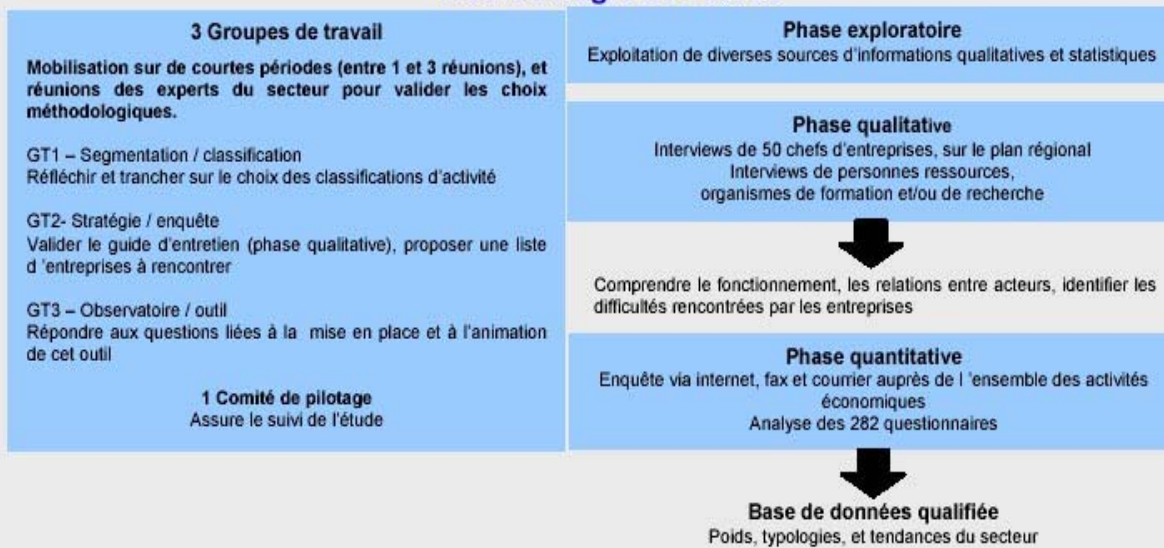 3 Groupes de travail
Mobilisation sur de courtes périodes (entre 1 et 3 réunions), et
réunions des experts du secteur pour valider les choix
méthodologiques.
GT1 – Segmentation / classification
Réfléchir et trancher sur le choix des classifications d'activité
GT2- Stratégie / enquête
Valider le guide d'entretien (phase qualitative), proposer une liste
d 'entreprises à rencontrer
GT3 – Observatoire / outil
Répondre aux questions liées à la mise en place et à l'animation
de cet outil
1 Comité de pilotage
Assure le suivi de l'étude
Phase exploratoire
Exploitation de diverses sources d'informations qualitatives et statistiques
Phase qualitative
Interviews de 50 chefs d'entreprises, sur le plan régional
Interviews de personnes ressources,
organismes de formation et/ou de recherche
Comprendre le fonctionnement, les relations entre acteurs, identifier les
difficultés rencontrées par les entreprises
Phase quantitative
Enquête via internet, fax et courrier auprès de l 'ensemble des activités
économiques
Analyse des 282 questionnaires
Base de données qualifiée
Poids, typologies, et tendances du secteur